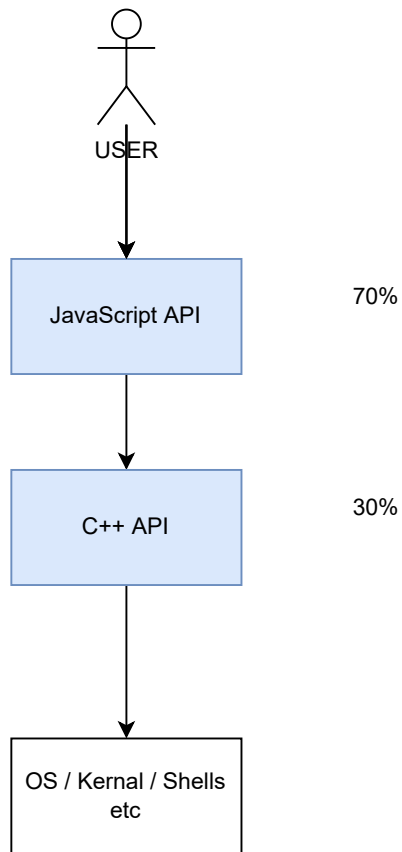 USER
JavaScript API
70%
C++ API
30%
OS / Kernal / Shells
etc